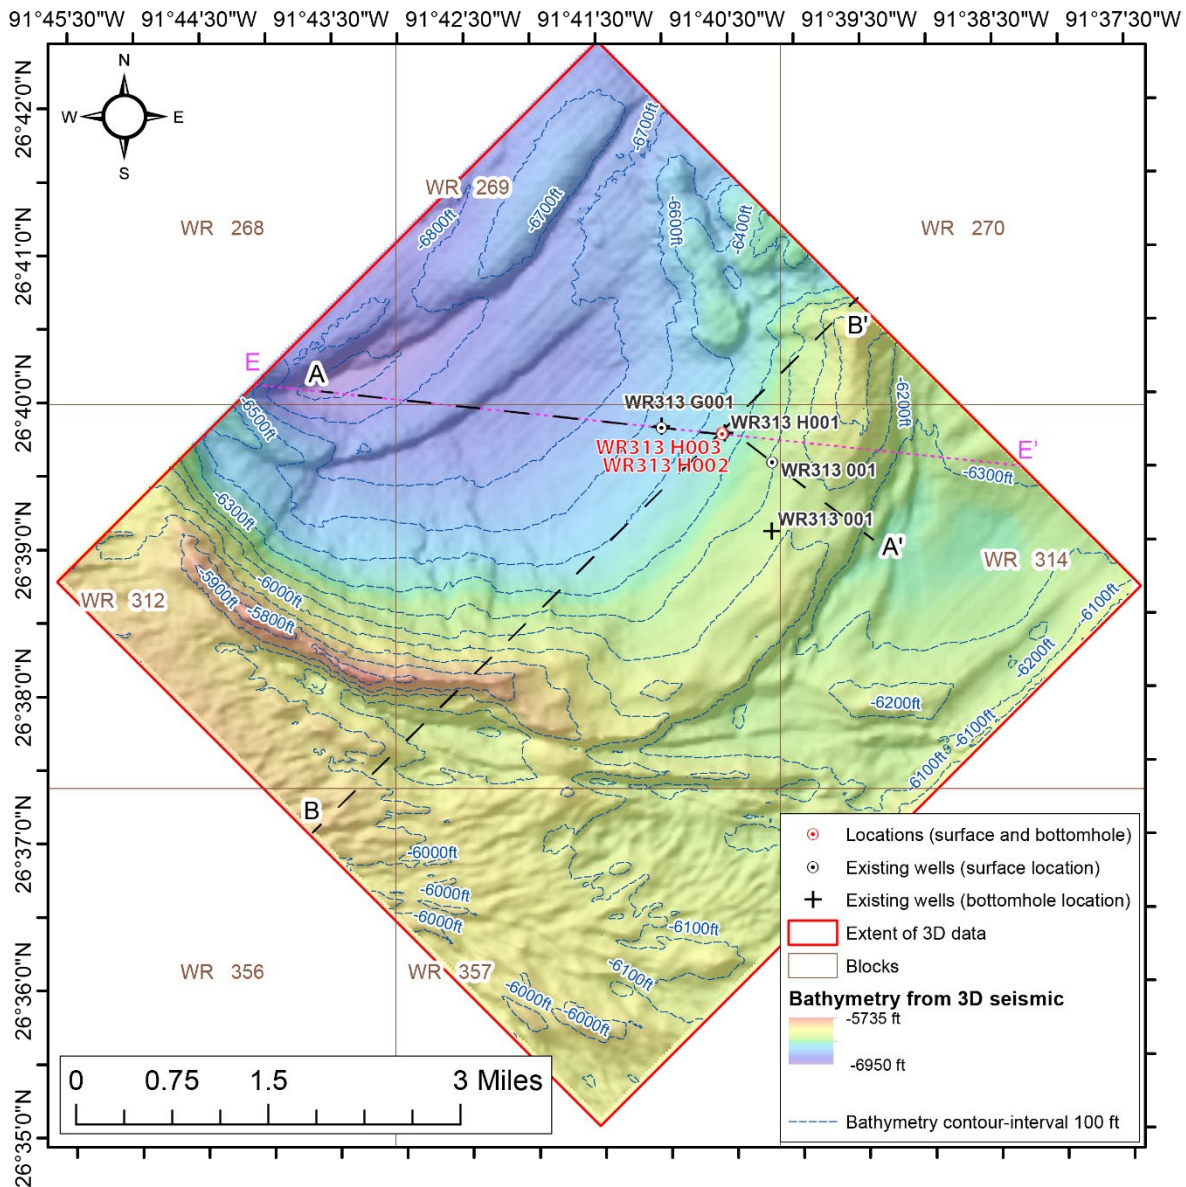 91°45'30"W 91°44'30"W 91°43'30"W 91°42'30"W 91°41'30"W 91°40'30"W 91°39'30"W 91°38'30"W 91°37'30"W
26°42'0"N
26°41'0"N
26°40'0"N
26°39'0"N
26°38'0"N
26°37'0"N
26°36'0"N
26°35'0"N
N
W E
S
-6700ft
WR 269
-6700ft
-6800ft
-6600ft
-6400ft
WR 268
WR 270
B'
E
A
-6500ft
WR313 G001
WR313 H001
-6200ft
WR313 H003
WR313 H002
E'
WR313 001
-6300ft
-6300ft
WR313 001
A'
WR 314
-6000ft
-5900ft
WR 312
-5800ft
-6100ft
-6200ft
-6200ft
-6100ft
-6100ft
B
-6000ft
-6000ft
-6000ft
-6100ft
WR 356
WR 357
-6100ft
-6000ft
-6000ft
Locations (surface and bottomhole)
Existing wells (surface location)
Existing wells (bottomhole location)
Extent of 3D data
Blocks
Bathymetry from 3D seismic
-5735 ft
-6950 ft
Bathymetry contour-interval 100 ft
0 0.75 1.5 3 Miles